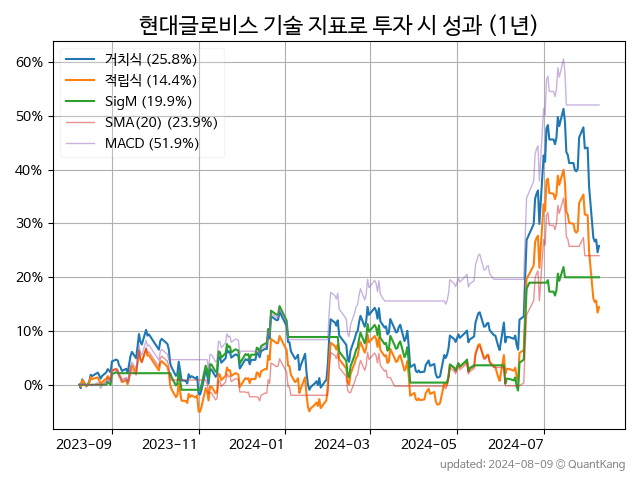 현대글로비스 기술 지표로 투자 시 성과 (1년)
거치식 (25.8%)
적립식 (14.4%)
SigM (19.9%)
SMA(20) (23.9%)
MACD (51.9%)
60%
50%
40%
30%
20%
10%
0%
2023-09 2023-11 2024-01 2024-03 2024-05 2024-07
updated: 2024-08-09 © QuantKang